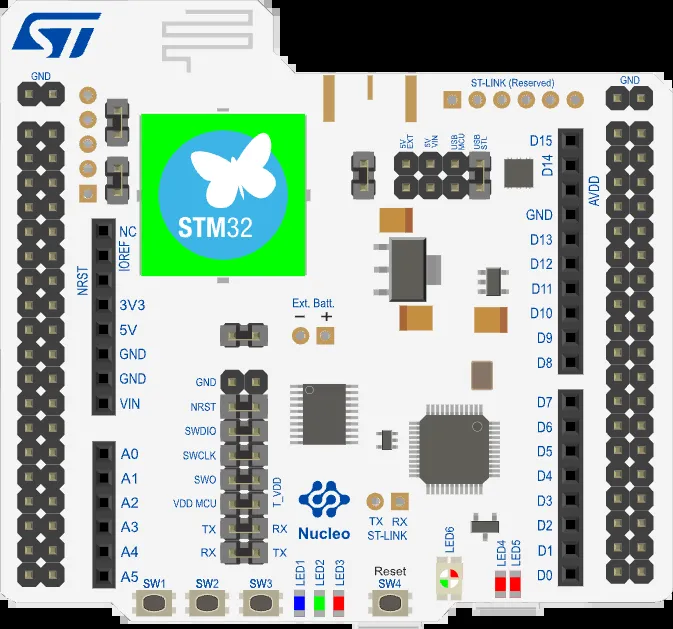 ST
GND
ST-LINK (Reserved)
GND
5V EXT
5V VIN
USB MCU
USB STL
D15
D14
AVDD
STM32
NC
IOREF
NRST
GND
D13
D12
D11
D10
D9
D8
3V3
5V
GND
GND
VIN
Ext. Batt.
− +
GND
NRST
SWDIO
SWCLK
SWO
VDD MCU
T_VDD
TX RX
RX TX
A0
A1
A2
A3
A4
A5
D7
D6
D5
D4
D3
D2
D1
D0
Nucleo
TX RX
ST-LINK
SW1
SW2
SW3
LED1
LED2
LED3
Reset
SW4
LED6
LED4
LED5